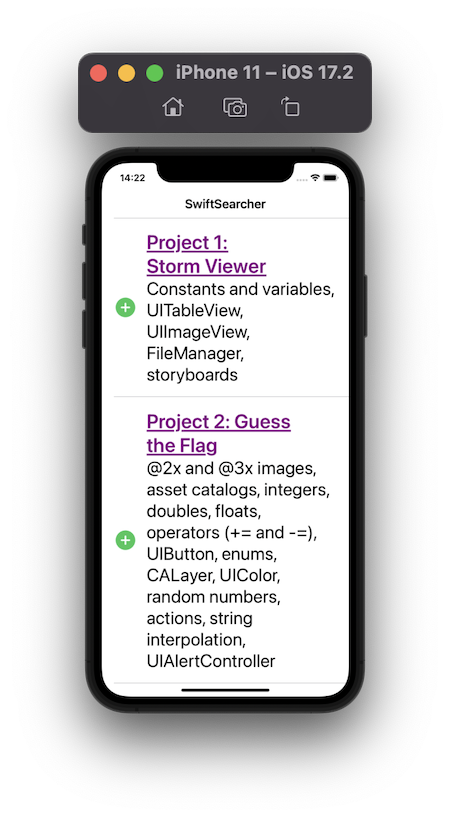 iPhone 11 – iOS 17.2
14:22
SwiftSearcher
Project 1:
Storm Viewer
Constants and variables,
UITableView,
UIImageView,
FileManager,
storyboards
Project 2: Guess
the Flag
@2x and @3x images,
asset catalogs, integers,
doubles, floats,
operators (+= and -=),
UIButton, enums,
CALayer, UIColor,
random numbers,
actions, string
interpolation,
UIAlertController